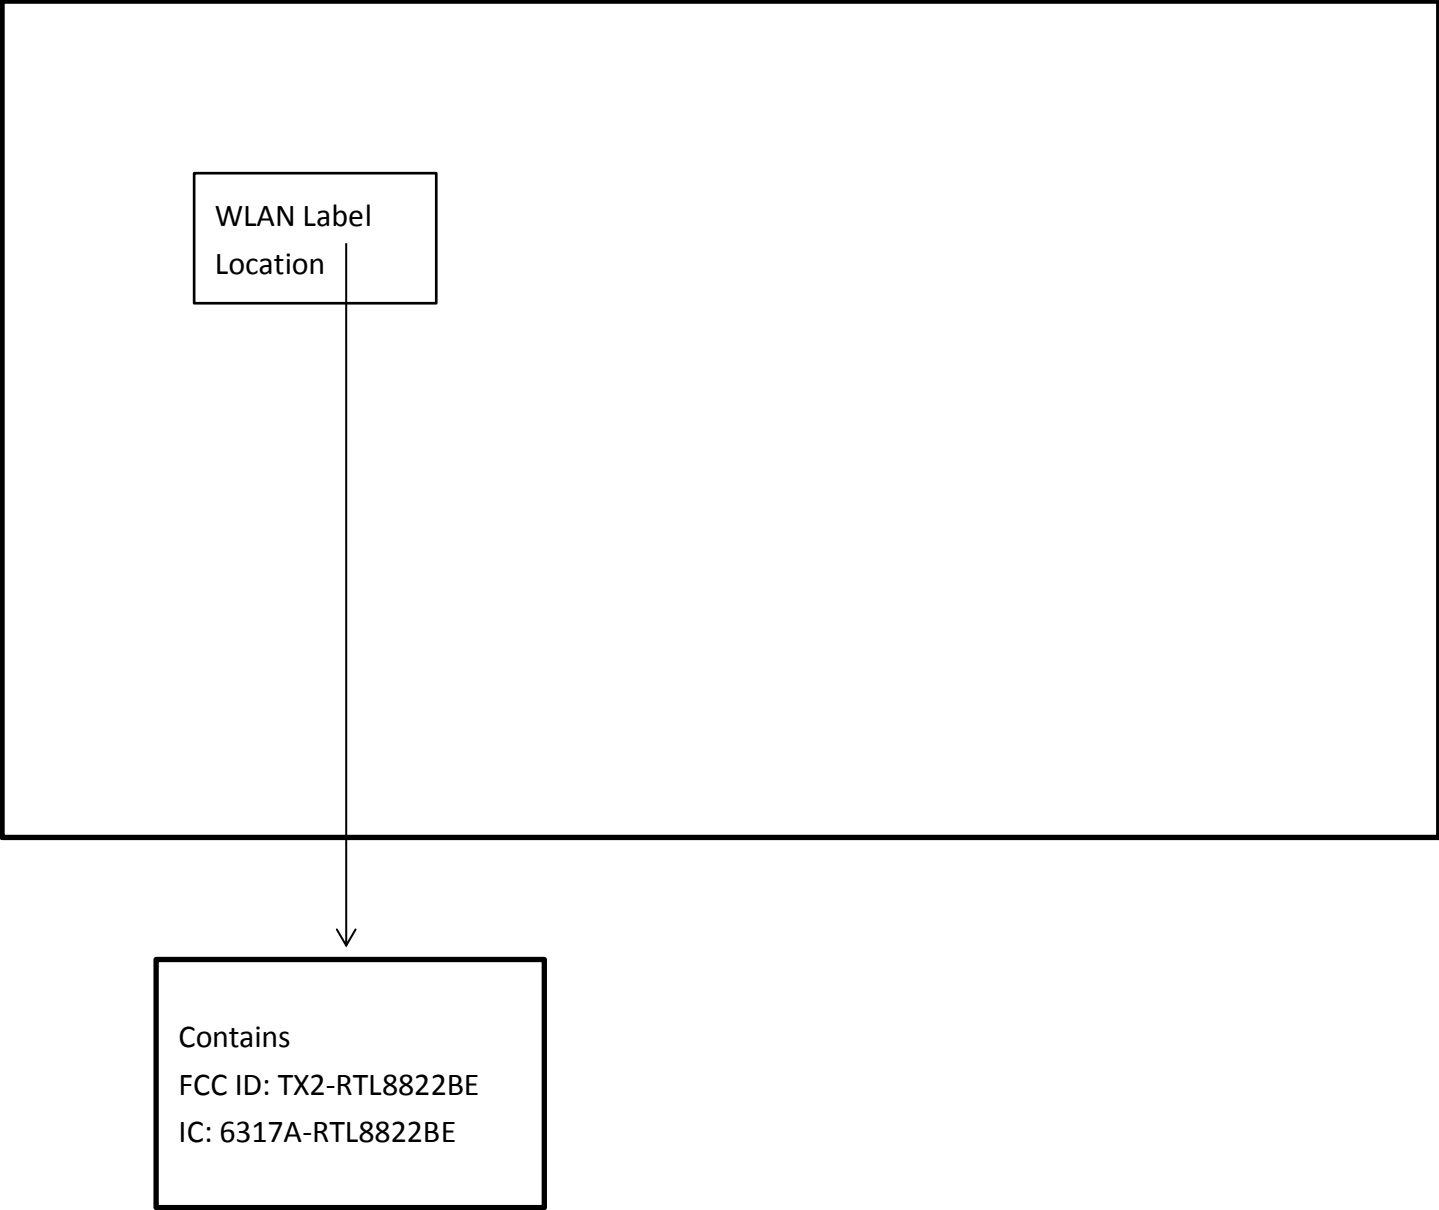 WLAN Label
Location
Contains
FCC ID: TX2-RTL8822BE
IC: 6317A-RTL8822BE